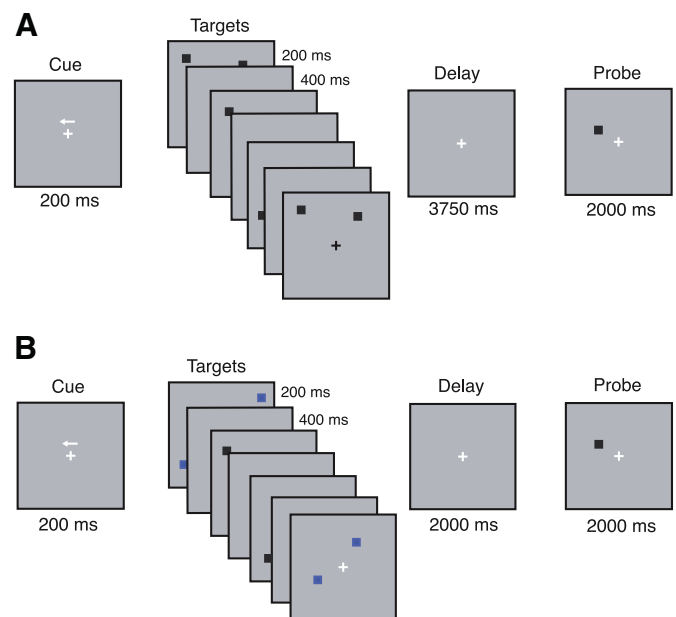 A
Targets
Cue
200 ms
400 ms
Delay
Probe
200 ms
3750 ms
2000 ms
B
Targets
Cue
200 ms
400 ms
Delay
Probe
200 ms
2000 ms
2000 ms